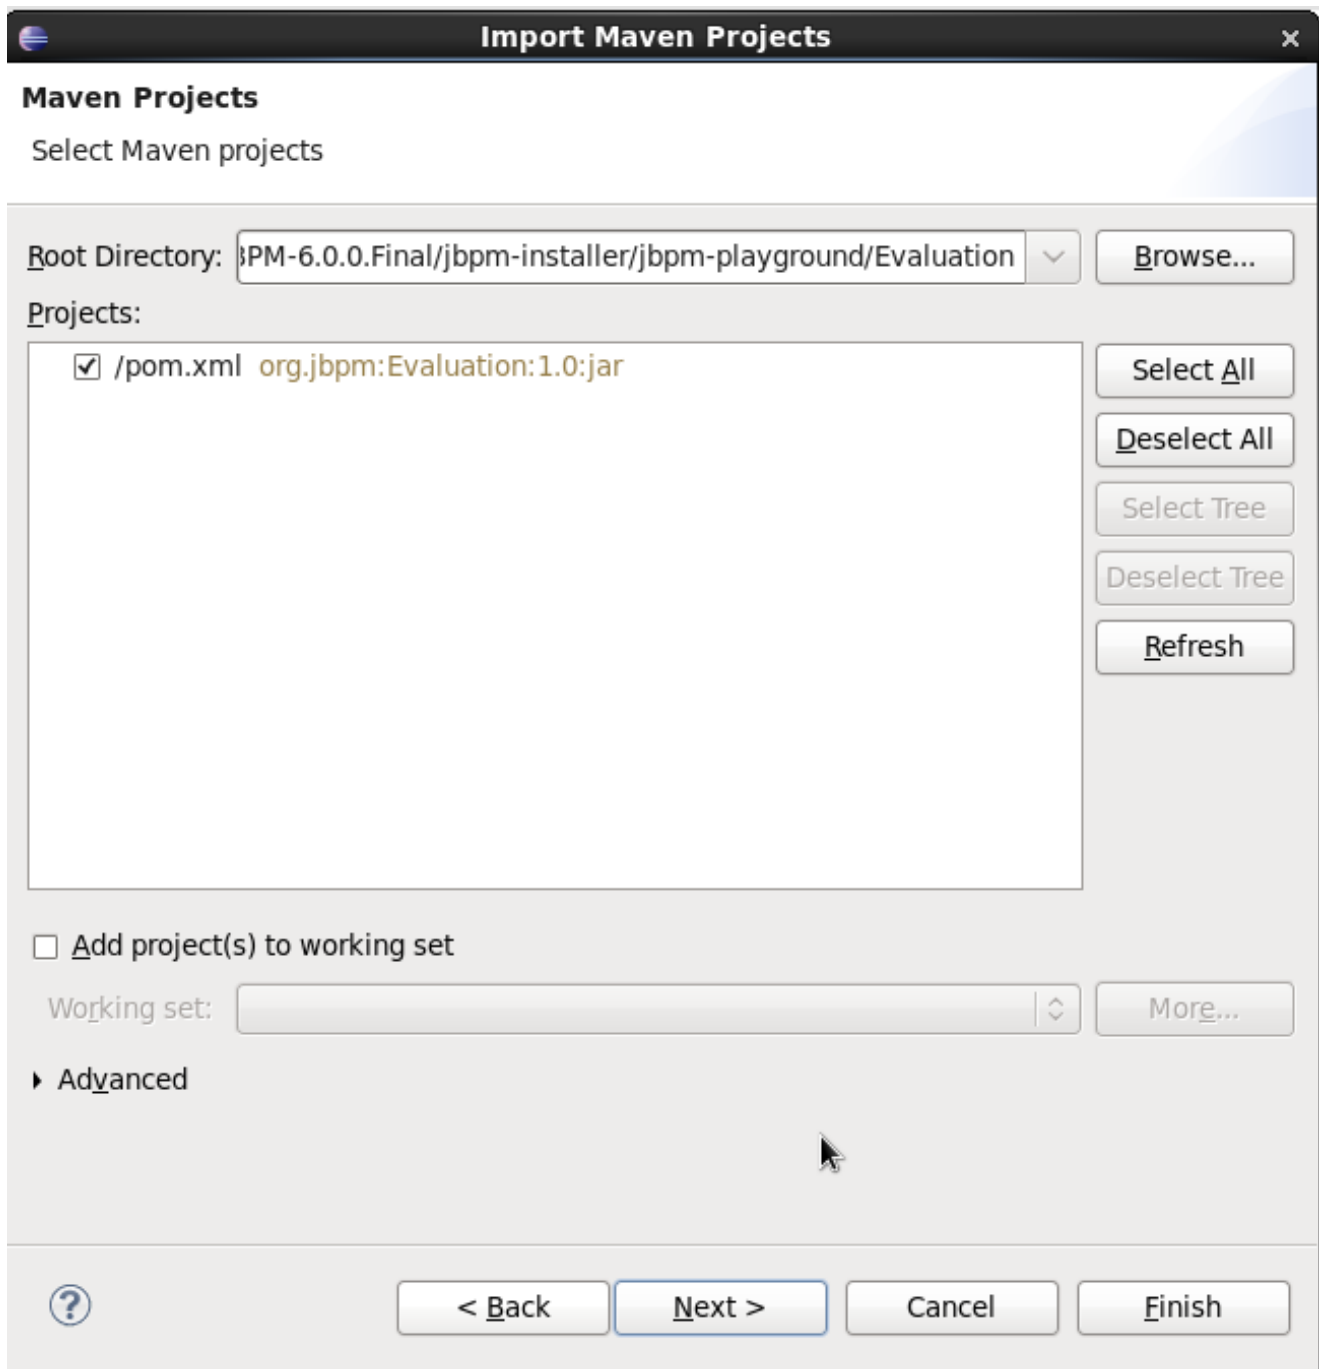 Import Maven Projects
Maven Projects
Select Maven projects
Root Directory: BPM-6.0.0.Final/jbpm-installer/jbpm-playground/Evaluation Browse...
Projects:
/pom.xml org.jbpm:Evaluation:1.0:jar
Select All
Deselect All
Select Tree
Deselect Tree
Refresh
Add project(s) to working set
Working set: More...
Advanced
? < Back Next > Cancel Finish